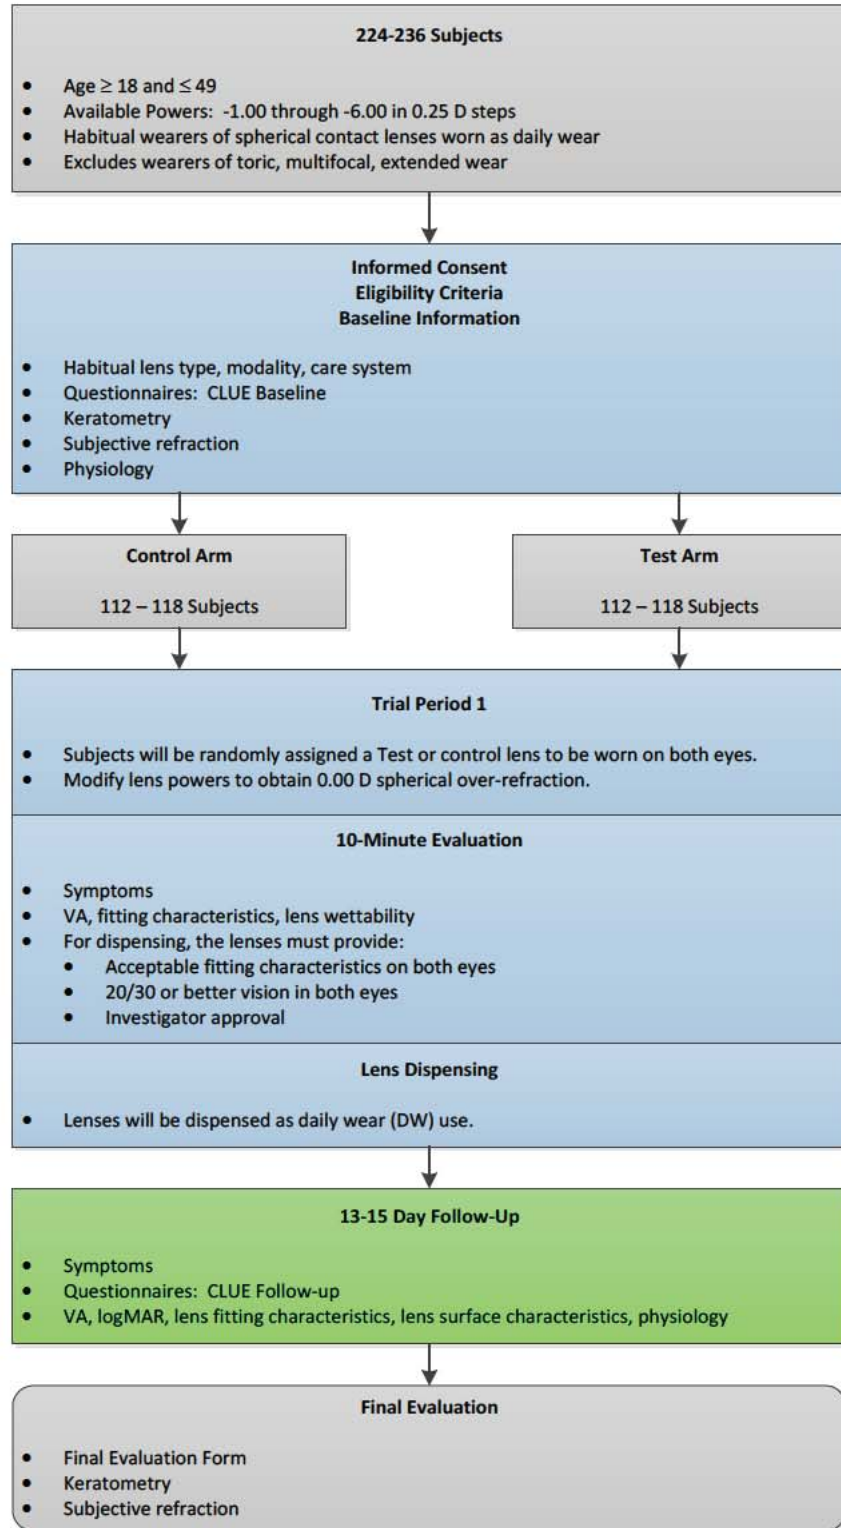 224-236 Subjects
• Age ≥ 18 and ≤ 49
• Available Powers: -1.00 through -6.00 in 0.25 D steps
• Habitual wearers of spherical contact lenses worn as daily wear
• Excludes wearers of toric, multifocal, extended wear
Informed Consent
Eligibility Criteria
Baseline Information
• Habitual lens type, modality, care system
• Questionnaires: CLUE Baseline
• Keratometry
• Subjective refraction
• Physiology
Control Arm
112 – 118 Subjects
Test Arm
112 – 118 Subjects
Trial Period 1
• Subjects will be randomly assigned a Test or control lens to be worn on both eyes.
• Modify lens powers to obtain 0.00 D spherical over-refraction.
10-Minute Evaluation
• Symptoms
• VA, fitting characteristics, lens wettability
• For dispensing, the lenses must provide:
• Acceptable fitting characteristics on both eyes
• 20/30 or better vision in both eyes
• Investigator approval
Lens Dispensing
• Lenses will be dispensed as daily wear (DW) use.
13-15 Day Follow-Up
• Symptoms
• Questionnaires: CLUE Follow-up
• VA, logMAR, lens fitting characteristics, lens surface characteristics, physiology
Final Evaluation
• Final Evaluation Form
• Keratometry
• Subjective refraction